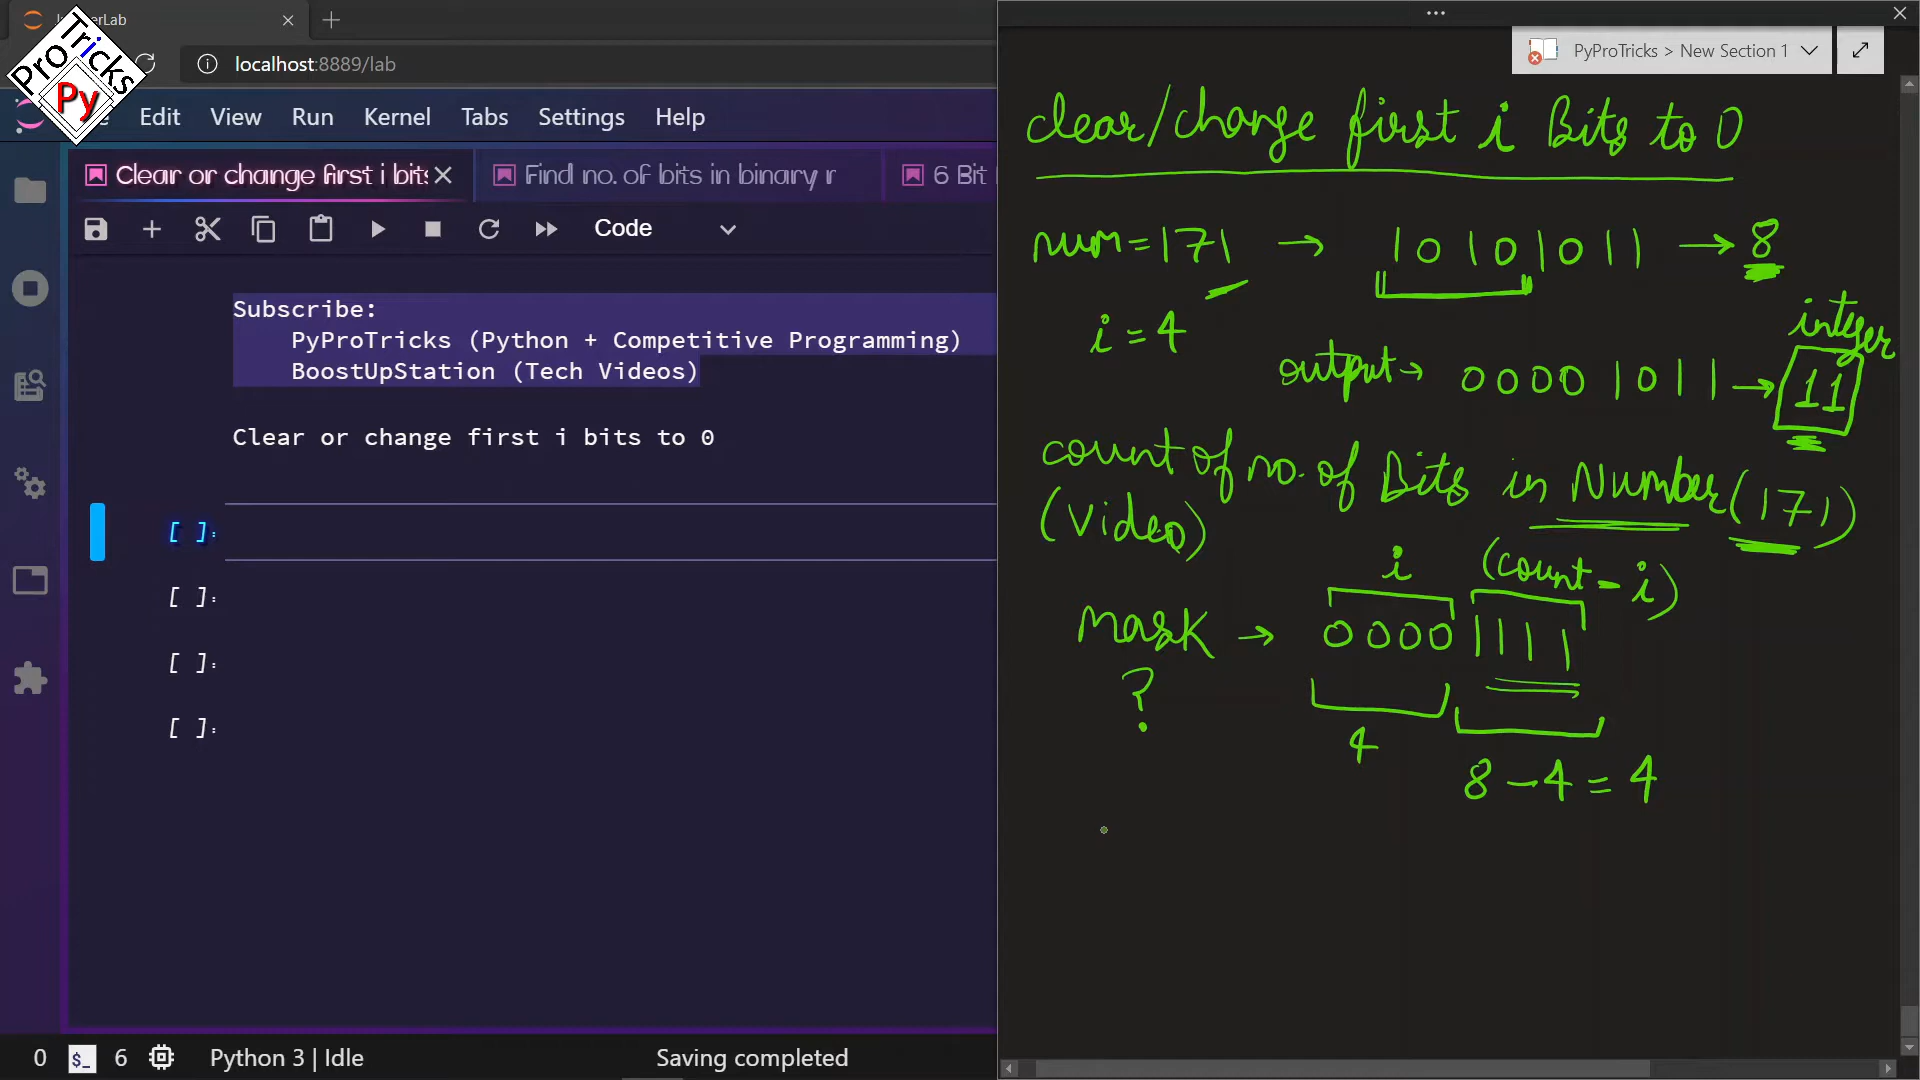 JupyterLab
localhost:8889/lab
ProTricks
Py
Edit View Run Kernel Tabs Settings Help
Clear or change first i bits
Find no. of bits in binary r
6 Bit
Code
Subscribe:
PyProTricks (Python + Competitive Programming)
BoostUpStation (Tech Videos)
Clear or change first i bits to 0
[ ]:
[ ]:
[ ]:
[ ]:
0 $_ 6 Python 3 | Idle Saving completed
PyProTricks > New Section 1
clear/change first i Bits to 0
num = 171 → 10101011 → 8
i = 4
integer
output → 00001011 → 11
count of no. of Bits in Number (171)
(video)
i (count - i)
mask → 00001111
?
4
8 - 4 = 4